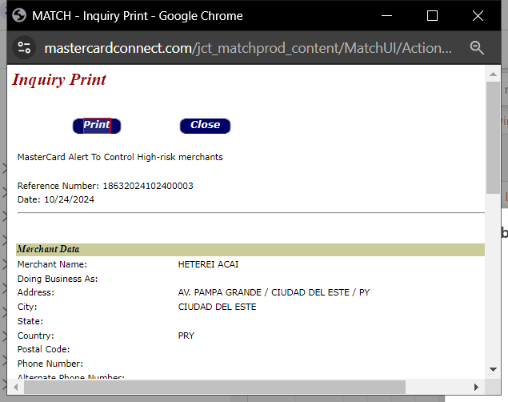 MATCH - Inquiry Print - Google Chrome
mastercardconnect.com/jct_matchprod_content/MatchUI/Action...
Inquiry Print
Print Close
MasterCard Alert To Control High-risk merchants
Reference Number: 18632024102400003
Date: 10/24/2024
Merchant Data
Merchant Name: HETEREI ACAI
Doing Business As:
Address: AV. PAMPA GRANDE / CIUDAD DEL ESTE / PY
City: CIUDAD DEL ESTE
State:
Country: PRY
Postal Code:
Phone Number:
Alternate Phone Number: